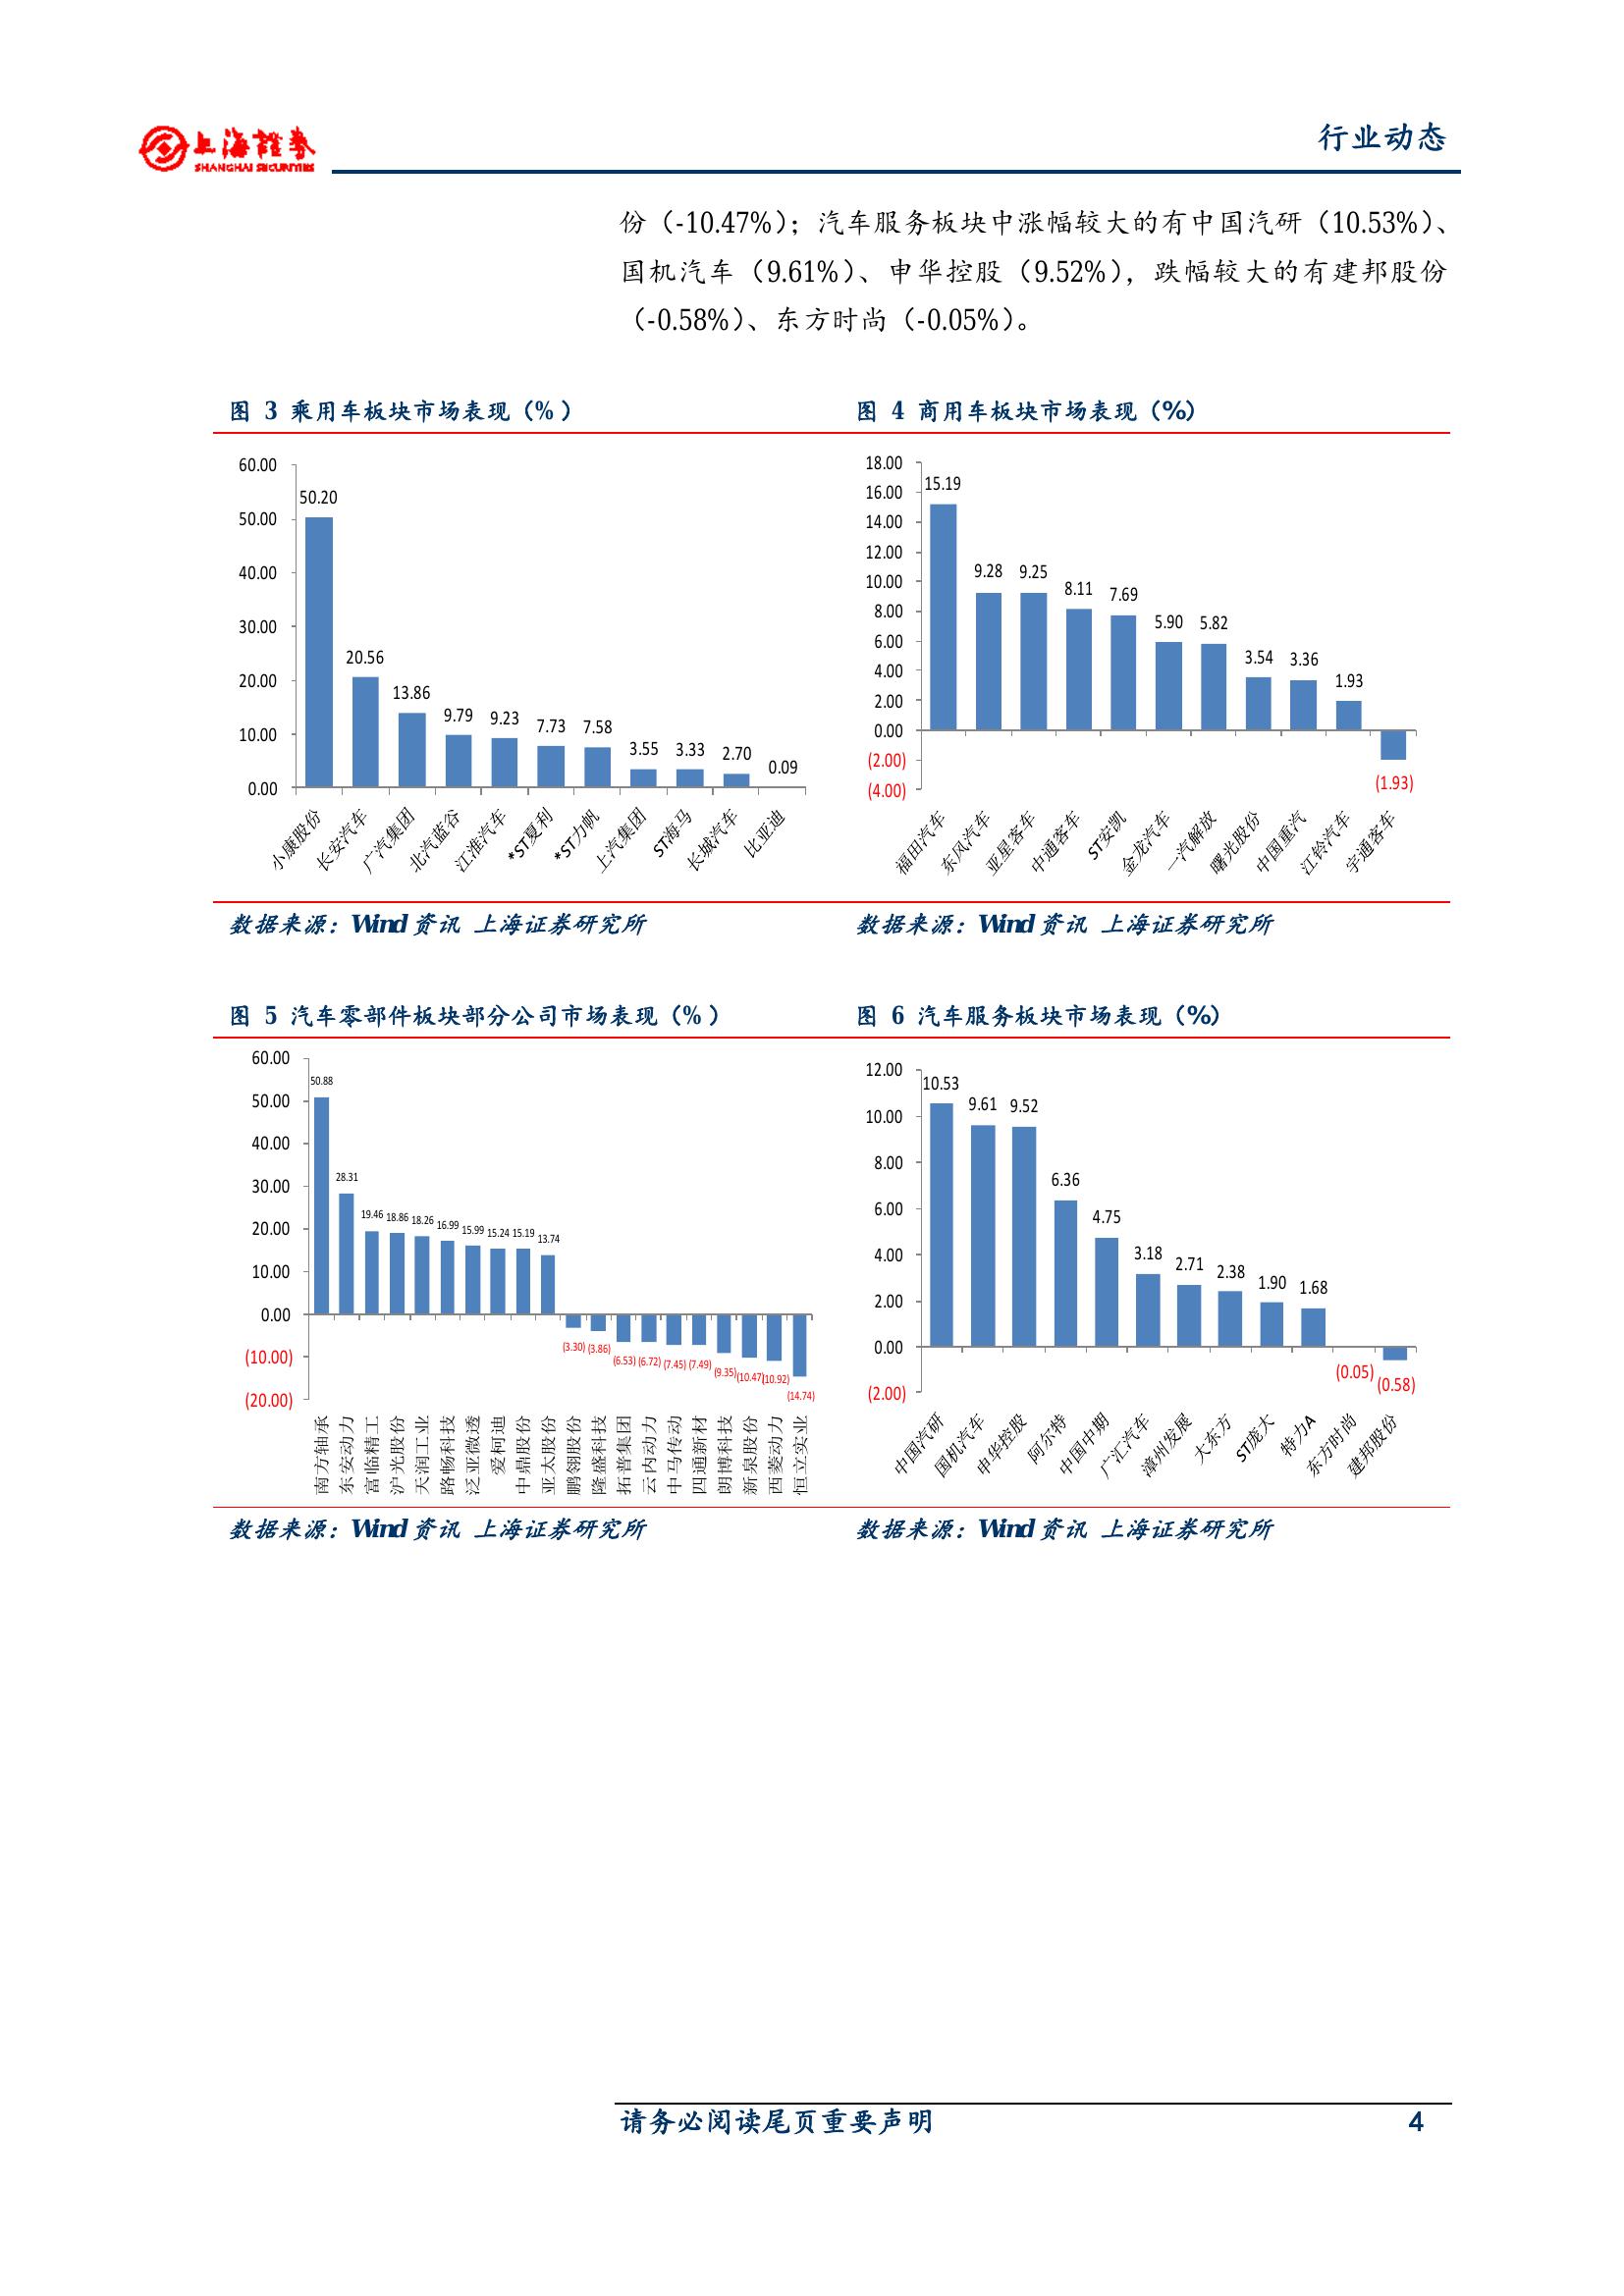 上海證券
SHANGHAI SECURITIES
行业动态
份（-10.47%）；汽车服务板块中涨幅较大的有中国汽研（10.53%）、
国机汽车（9.61%）、申华控股（9.52%），跌幅较大的有建邦股份
（-0.58%）、东方时尚（-0.05%）。
图 3 乘用车板块市场表现（%）
60.00
50.00
40.00
30.00
20.00
10.00
0.00
50.20
20.56
13.86
9.79
9.23
7.73
7.58
3.55
3.33
2.70
0.09
小康股份
长安汽车
广汽集团
北汽蓝谷
江淮汽车
*ST夏利
*ST力帆
上汽集团
ST海马
长城汽车
比亚迪
数据来源：Wind 资讯 上海证券研究所
图 4 商用车板块市场表现（%）
18.00
16.00
14.00
12.00
10.00
8.00
6.00
4.00
2.00
0.00
(2.00)
(4.00)
15.19
9.28
9.25
8.11
7.69
5.90
5.82
3.54
3.36
1.93
(1.93)
福田汽车
东风汽车
亚星客车
中通客车
ST安凯
金龙汽车
一汽解放
曙光股份
中国重汽
江铃汽车
宇通客车
数据来源：Wind 资讯 上海证券研究所
图 5 汽车零部件板块部分公司市场表现（%）
60.00
50.00
40.00
30.00
20.00
10.00
0.00
(10.00)
(20.00)
50.88
28.31
19.46
18.86
18.26
16.99
15.99
15.24
15.19
13.74
(3.30)
(3.86)
(6.53)
(6.72)
(7.45)
(7.49)
(9.35)
(10.47)
(10.92)
(14.74)
南方轴承
东安动力
富临精工
沪光股份
天润工业
路畅科技
泛亚微透
爱柯迪
中鼎股份
亚太股份
鹏翎股份
隆盛科技
拓普集团
云内动力
中马传动
四通新材
朗博科技
新泉股份
西菱动力
恒立实业
数据来源：Wind 资讯 上海证券研究所
图 6 汽车服务板块市场表现（%）
12.00
10.00
8.00
6.00
4.00
2.00
0.00
(2.00)
10.53
9.61
9.52
6.36
4.75
3.18
2.71
2.38
1.90
1.68
(0.05)
(0.58)
中国汽研
国机汽车
申华控股
阿尔特
中国中期
广汇汽车
漳州发展
大东方
ST庞大
特力A
东方时尚
建邦股份
数据来源：Wind 资讯 上海证券研究所
请务必阅读尾页重要声明
4